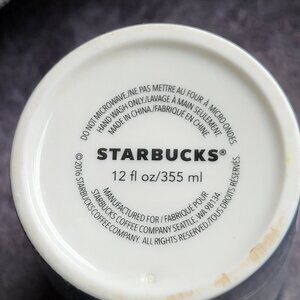 DO NOT MICROWAVE/NE PAS METTRE AU FOUR À MICRO-ONDES
HAND WASH ONLY/LAVAGE À MAIN SEULEMENT
MADE IN CHINA/FABRIQUÉ EN CHINE
STARBUCKS®
12 fl oz/355 ml
MANUFACTURED FOR / FABRIQUÉ POUR
STARBUCKS COFFEE COMPANY SEATTLE, WA 98134
©2016 STARBUCKS COFFEE COMPANY. ALL RIGHTS RESERVED./TOUS DROITS RÉSERVÉS.